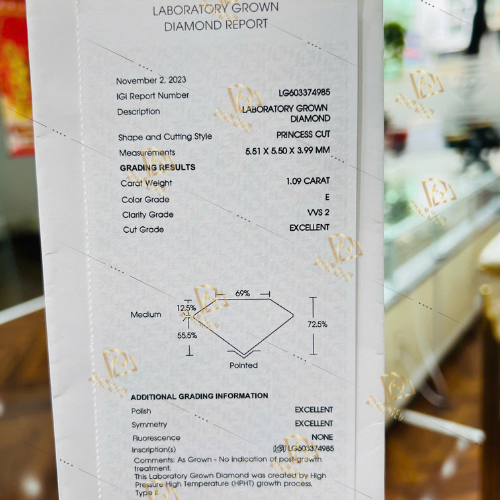 LABORATORY GROWN
DIAMOND REPORT
November 2, 2023
IGI Report Number LG603374985
Description LABORATORY GROWN
DIAMOND
Shape and Cutting Style PRINCESS CUT
Measurements 5.51 X 5.50 X 3.99 MM
GRADING RESULTS
Carat Weight 1.09 CARAT
Color Grade E
Clarity Grade VVS 2
Cut Grade EXCELLENT
69%
12.5%
Medium
72.5%
55.5%
Pointed
ADDITIONAL GRADING INFORMATION
Polish EXCELLENT
Symmetry EXCELLENT
Fluorescence NONE
Inscription(s) LG603374985
Comments: As Grown - No indication of post-growth
treatment.
This Laboratory Grown Diamond was created by High
Pressure High Temperature (HPHT) growth process.
Type II